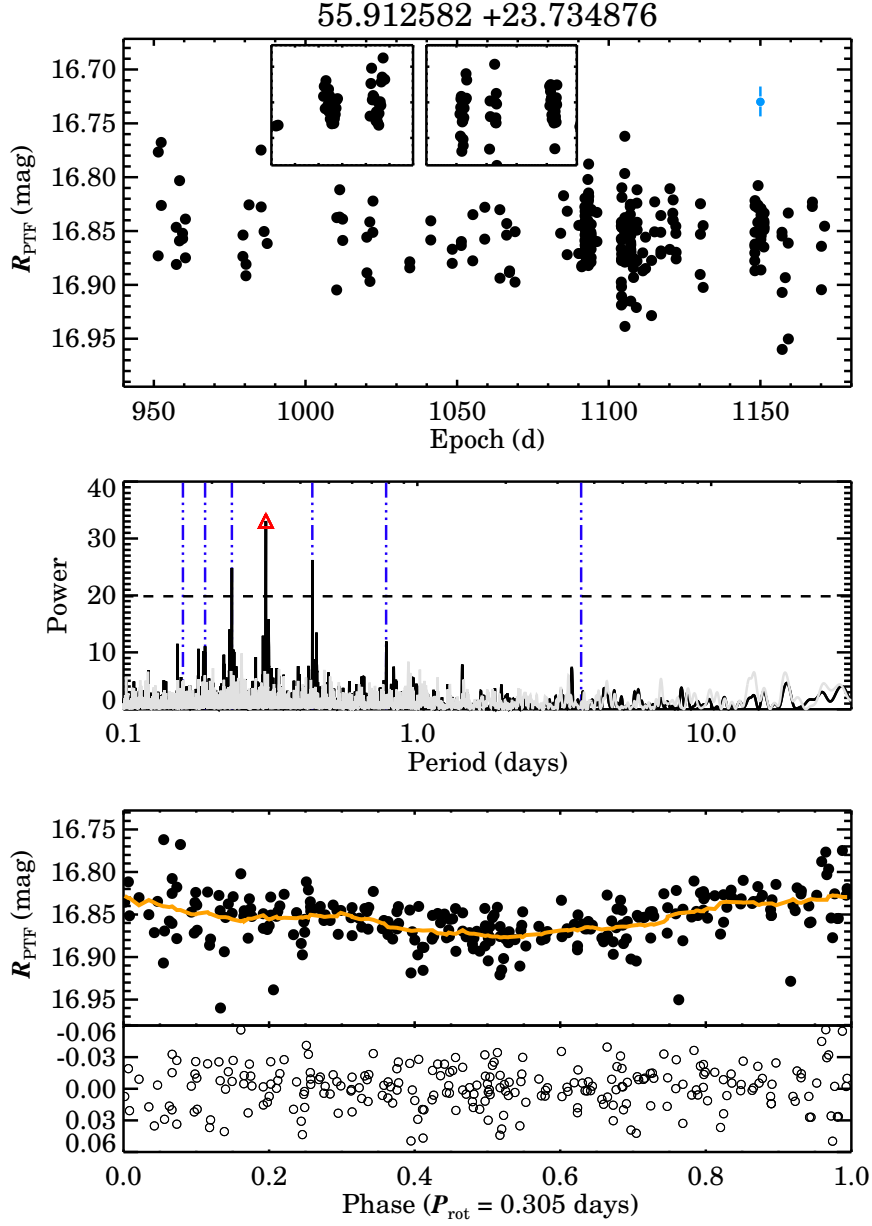 55.912582 +23.734876
16.70
16.75
16.80
16.85
16.90
16.95
R_PTF (mag)
950 1000 1050 1100 1150
Epoch (d)
40
30
20
10
0
Power
0.1 1.0 10.0
Period (days)
16.75
16.80
16.85
16.90
16.95
R_PTF (mag)
-0.06
-0.03
0.00
0.03
0.06
0.0 0.2 0.4 0.6 0.8 1.0
Phase (P_rot = 0.305 days)